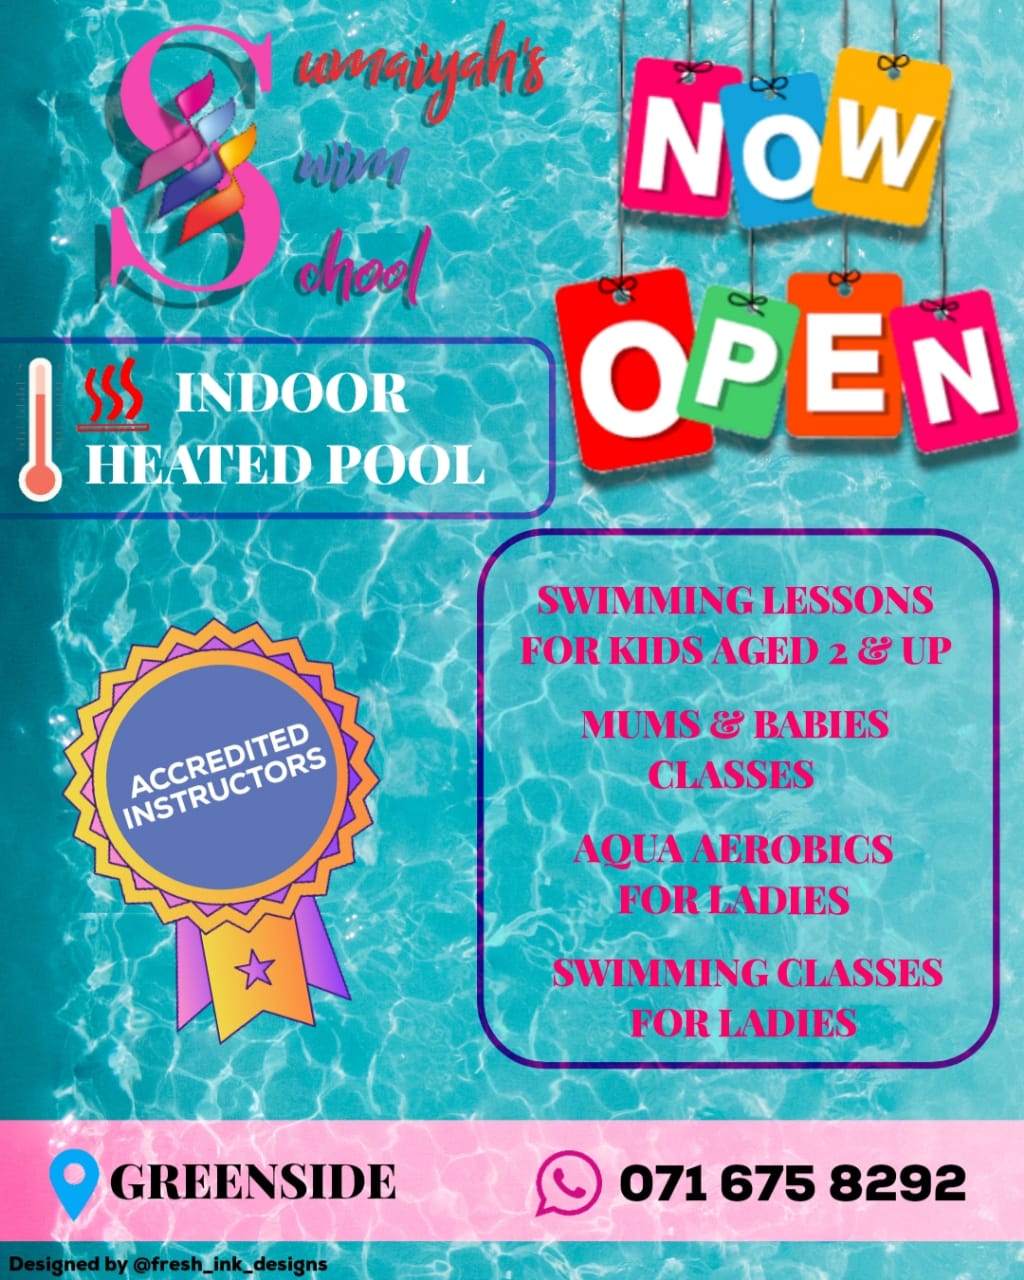 Sumaiyah's
Swim
School
NOW
OPEN
INDOOR
HEATED POOL
SWIMMING LESSONS
FOR KIDS AGED 2 & UP
MUMS & BABIES
CLASSES
AQUA AEROBICS
FOR LADIES
SWIMMING CLASSES
FOR LADIES
ACCREDITED
INSTRUCTORS
GREENSIDE
071 675 8292
Designed by @fresh_ink_designs